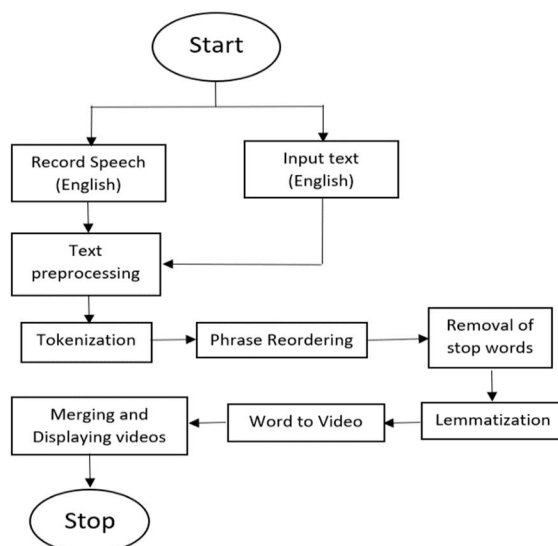 Start
Record Speech
(English)
Input text
(English)
Text
preprocessing
Tokenization
Phrase Reordering
Removal of
stop words
Lemmatization
Word to Video
Merging and
Displaying videos
Stop